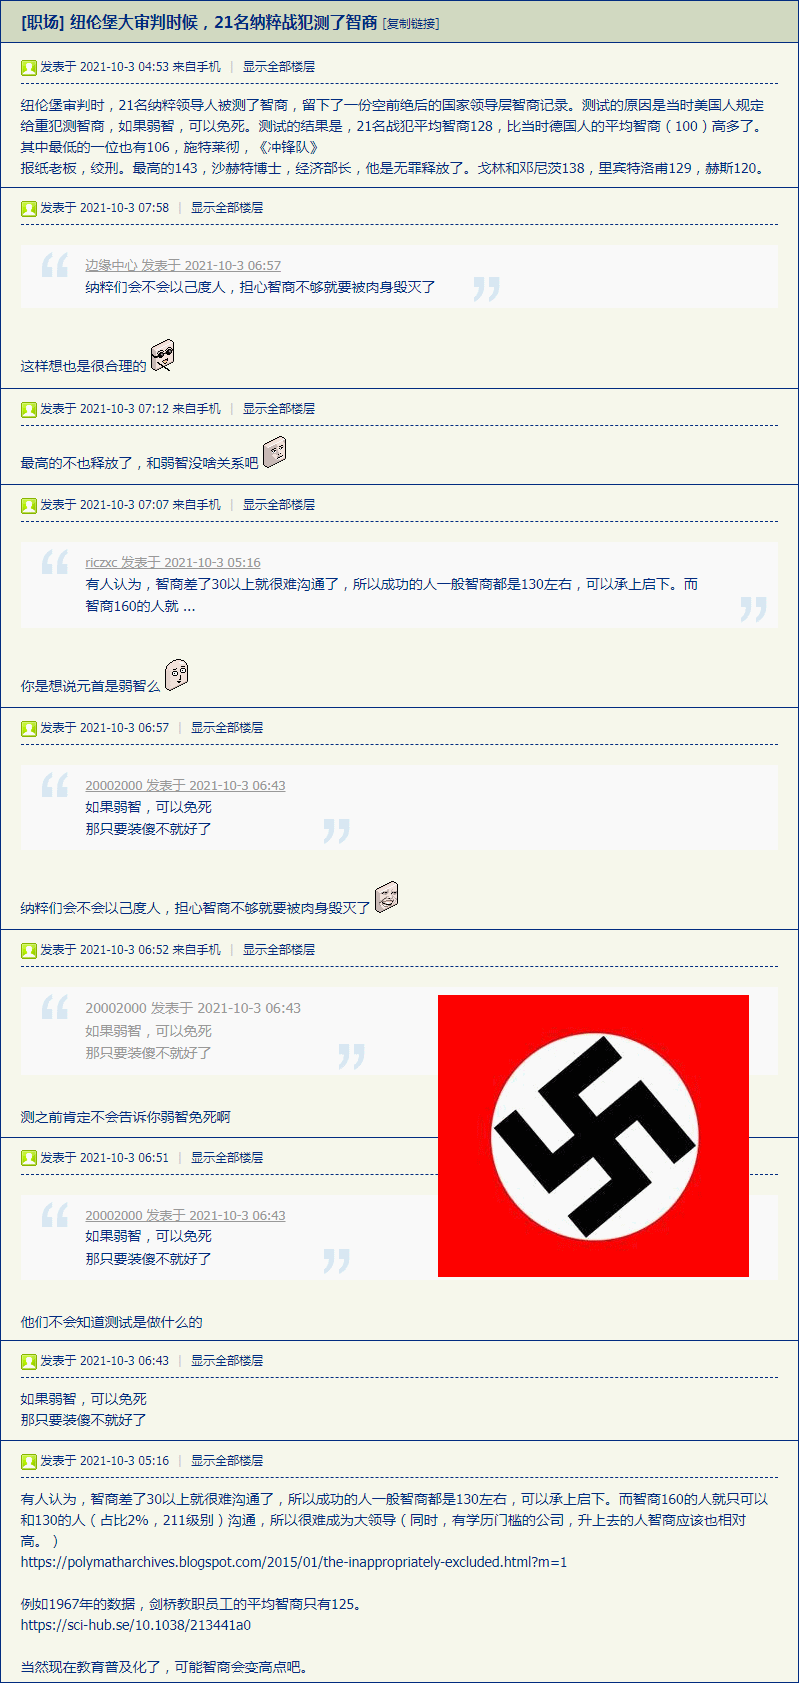 [职场] 纽伦堡大审判时候，21名纳粹战犯测了智商 [复制链接]
发表于 2021-10-3 04:53 来自手机 | 显示全部楼层
纽伦堡审判时，21名纳粹领导人被测了智商，留下了一份空前绝后的国家领导层智商记录。测试的原因是当时美国人规定
给重犯测智商，如果弱智，可以免死。测试的结果是，21名战犯平均智商128，比当时德国人的平均智商（100）高多了。
其中最低的一位也有106，施特莱彻，《冲锋队》
报纸老板，绞刑。最高的143，沙赫特博士，经济部长，他是无罪释放了。戈林和邓尼茨138，里宾特洛甫129，赫斯120。
发表于 2021-10-3 07:58 | 显示全部楼层
边缘中心 发表于 2021-10-3 06:57
纳粹们会不会以己度人，担心智商不够就要被肉身毁灭了
这样想也是很合理的
发表于 2021-10-3 07:12 来自手机 | 显示全部楼层
最高的不也释放了，和弱智没啥关系吧
发表于 2021-10-3 07:07 来自手机 | 显示全部楼层
riczxc 发表于 2021-10-3 05:16
有人认为，智商差了30以上就很难沟通了，所以成功的人一般智商都是130左右，可以承上启下。而
智商160的人就 ...
你是想说元首是弱智么
发表于 2021-10-3 06:57 | 显示全部楼层
20002000 发表于 2021-10-3 06:43
如果弱智，可以免死
那只要装傻不就好了
纳粹们会不会以己度人，担心智商不够就要被肉身毁灭了
发表于 2021-10-3 06:52 来自手机 | 显示全部楼层
20002000 发表于 2021-10-3 06:43
如果弱智，可以免死
那只要装傻不就好了
测之前肯定不会告诉你弱智免死啊
发表于 2021-10-3 06:51 | 显示全部楼层
20002000 发表于 2021-10-3 06:43
如果弱智，可以免死
那只要装傻不就好了
他们不会知道测试是做什么的
发表于 2021-10-3 06:43 | 显示全部楼层
如果弱智，可以免死
那只要装傻不就好了
发表于 2021-10-3 05:16 | 显示全部楼层
有人认为，智商差了30以上就很难沟通了，所以成功的人一般智商都是130左右，可以承上启下。而智商160的人就只可以
和130的人（占比2%，211级别）沟通，所以很难成为大领导（同时，有学历门槛的公司，升上去的人智商应该也相对
高。）
https://polymatharchives.blogspot.com/2015/01/the-inappropriately-excluded.html?m=1
例如1967年的数据，剑桥教职员工的平均智商只有125。
https://sci-hub.se/10.1038/213441a0
当然现在教育普及化了，可能智商会变高点吧。